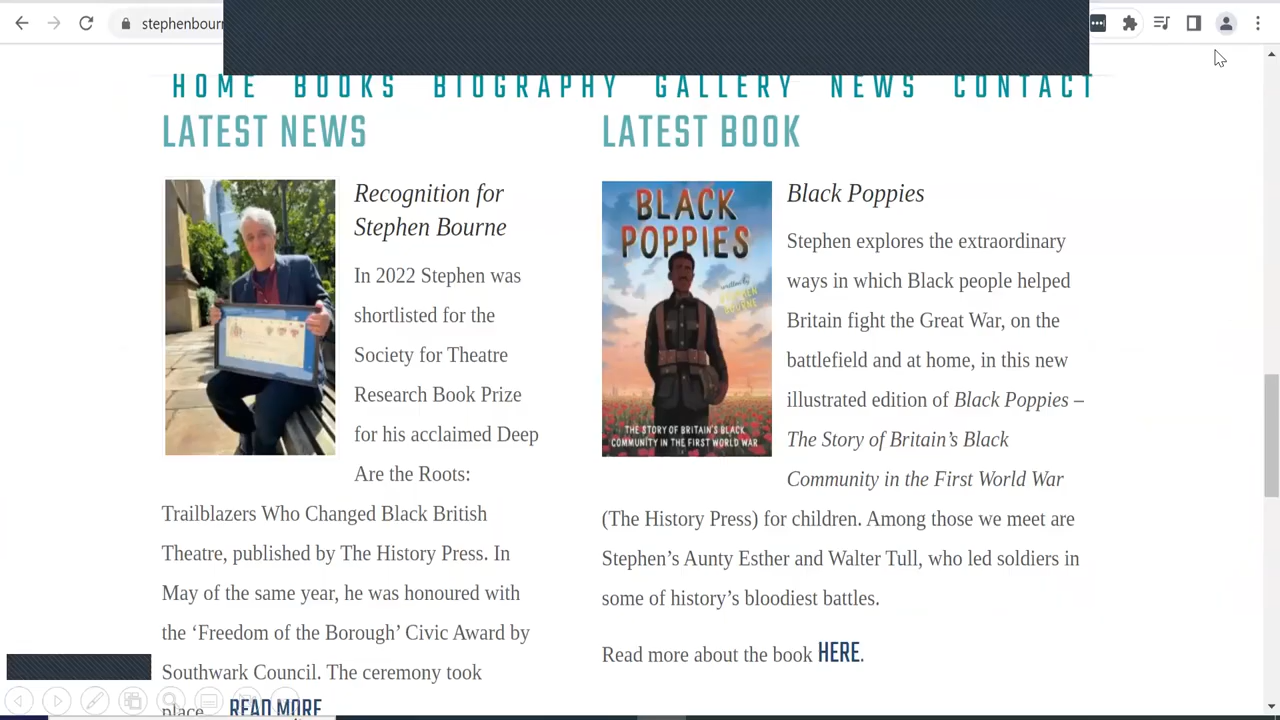 stephenbour
HOME BOOKS BIOGRAPHY GALLERY NEWS CONTACT
LATEST NEWS
Recognition for
Stephen Bourne
In 2022 Stephen was
shortlisted for the
Society for Theatre
Research Book Prize
for his acclaimed Deep
Are the Roots:
Trailblazers Who Changed Black British
Theatre, published by The History Press. In
May of the same year, he was honoured with
the ‘Freedom of the Borough’ Civic Award by
Southwark Council. The ceremony took
place READ MORE
LATEST BOOK
BLACK
POPPIES
written by
STEPHEN
BOURNE
THE STORY OF BRITAIN'S BLACK
COMMUNITY IN THE FIRST WORLD WAR
Black Poppies
Stephen explores the extraordinary
ways in which Black people helped
Britain fight the Great War, on the
battlefield and at home, in this new
illustrated edition of Black Poppies –
The Story of Britain’s Black
Community in the First World War
(The History Press) for children. Among those we meet are
Stephen’s Aunty Esther and Walter Tull, who led soldiers in
some of history’s bloodiest battles.
Read more about the book HERE.